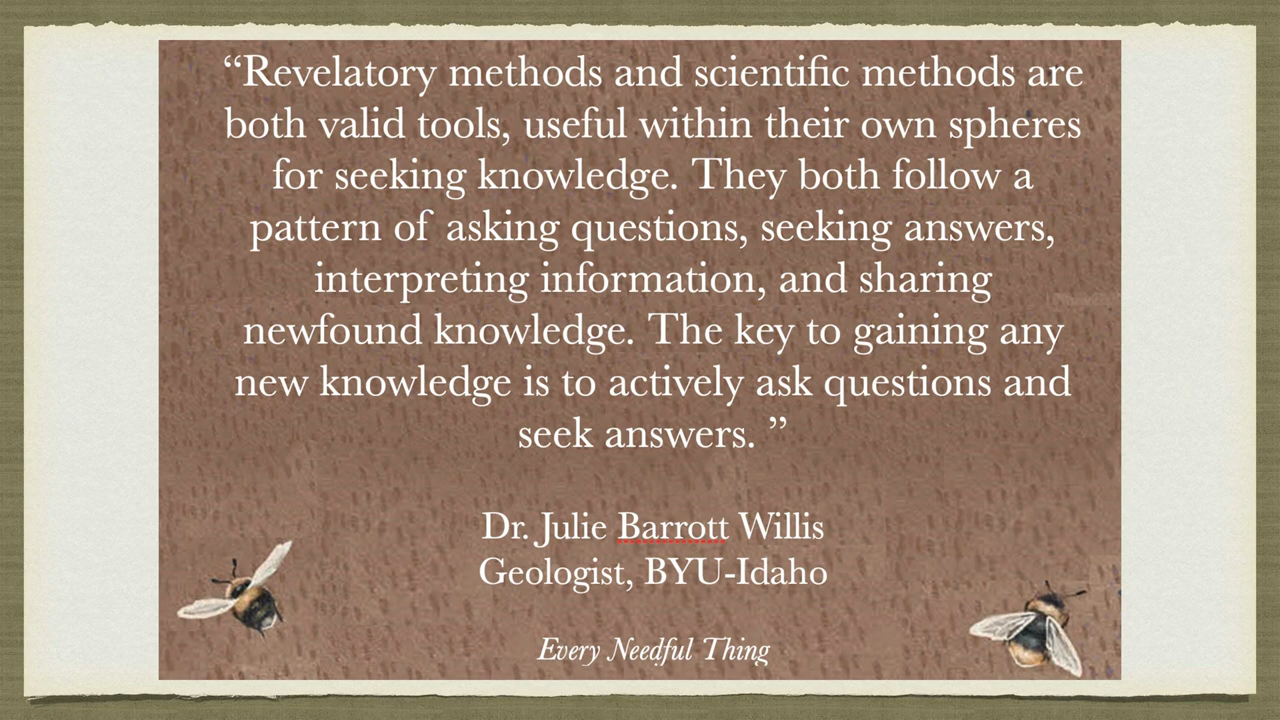 “Revelatory methods and scientific methods are
both valid tools, useful within their own spheres
for seeking knowledge. They both follow a
pattern of asking questions, seeking answers,
interpreting information, and sharing
newfound knowledge. The key to gaining any
new knowledge is to actively ask questions and
seek answers. ”
Dr. Julie Barrott Willis
Geologist, BYU-Idaho
Every Needful Thing